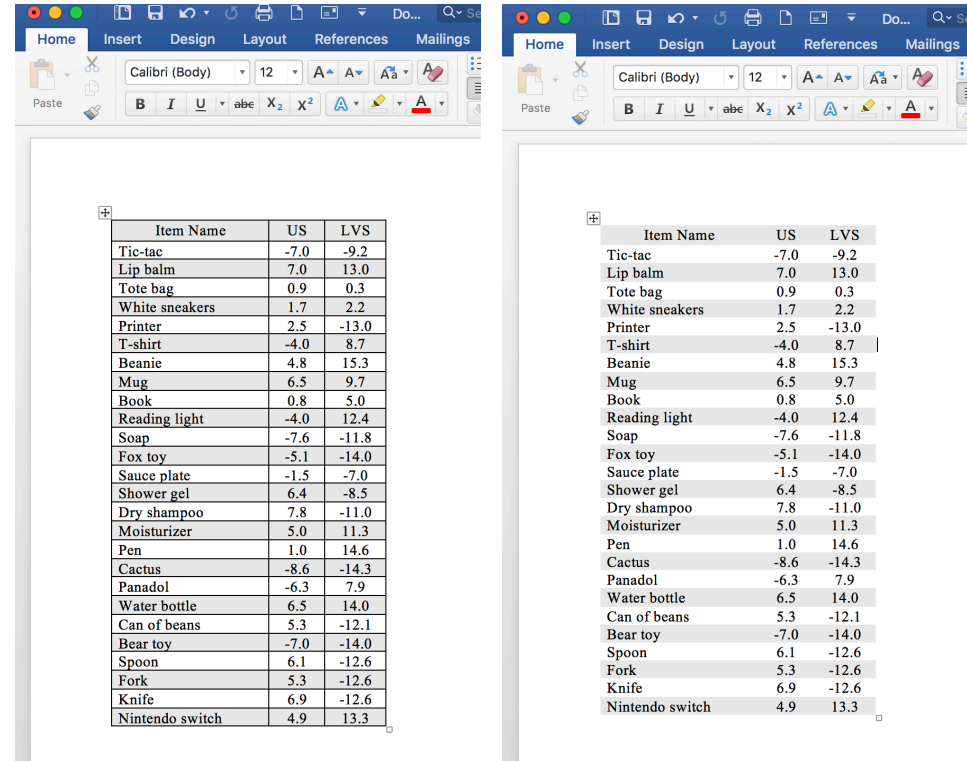 Do... Se
Home Insert Design Layout References Mailings
Calibri (Body) 12 A A Aa A
Paste B I U abc X2 X2 A A
Item Name US LVS
Tic-tac -7.0 -9.2
Lip balm 7.0 13.0
Tote bag 0.9 0.3
White sneakers 1.7 2.2
Printer 2.5 -13.0
T-shirt -4.0 8.7
Beanie 4.8 15.3
Mug 6.5 9.7
Book 0.8 5.0
Reading light -4.0 12.4
Soap -7.6 -11.8
Fox toy -5.1 -14.0
Sauce plate -1.5 -7.0
Shower gel 6.4 -8.5
Dry shampoo 7.8 -11.0
Moisturizer 5.0 11.3
Pen 1.0 14.6
Cactus -8.6 -14.3
Panadol -6.3 7.9
Water bottle 6.5 14.0
Can of beans 5.3 -12.1
Bear toy -7.0 -14.0
Spoon 6.1 -12.6
Fork 5.3 -12.6
Knife 6.9 -12.6
Nintendo switch 4.9 13.3
Do... Se
Home Insert Design Layout References Mailings
Calibri (Body) 12 A A Aa A
Paste B I U abc X2 X2 A A
Item Name US LVS
Tic-tac -7.0 -9.2
Lip balm 7.0 13.0
Tote bag 0.9 0.3
White sneakers 1.7 2.2
Printer 2.5 -13.0
T-shirt -4.0 8.7
Beanie 4.8 15.3
Mug 6.5 9.7
Book 0.8 5.0
Reading light -4.0 12.4
Soap -7.6 -11.8
Fox toy -5.1 -14.0
Sauce plate -1.5 -7.0
Shower gel 6.4 -8.5
Dry shampoo 7.8 -11.0
Moisturizer 5.0 11.3
Pen 1.0 14.6
Cactus -8.6 -14.3
Panadol -6.3 7.9
Water bottle 6.5 14.0
Can of beans 5.3 -12.1
Bear toy -7.0 -14.0
Spoon 6.1 -12.6
Fork 5.3 -12.6
Knife 6.9 -12.6
Nintendo switch 4.9 13.3